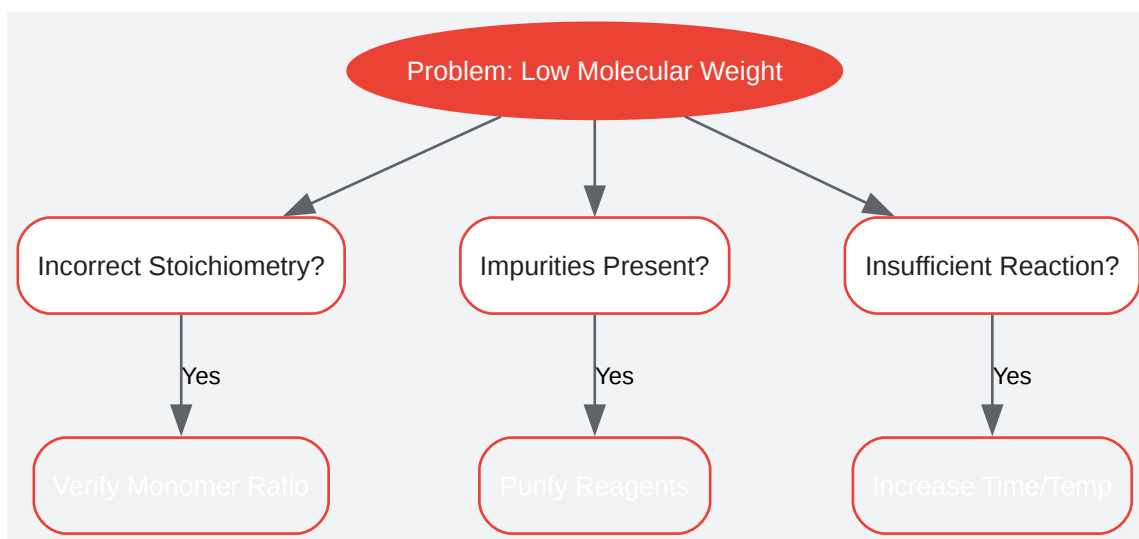 Problem: Low Molecular Weight
Incorrect Stoichiometry?
Impurities Present?
Insufficient Reaction?
Yes
Yes
Yes
Verify Monomer Ratio
Purify Reagents
Increase Time/Temp